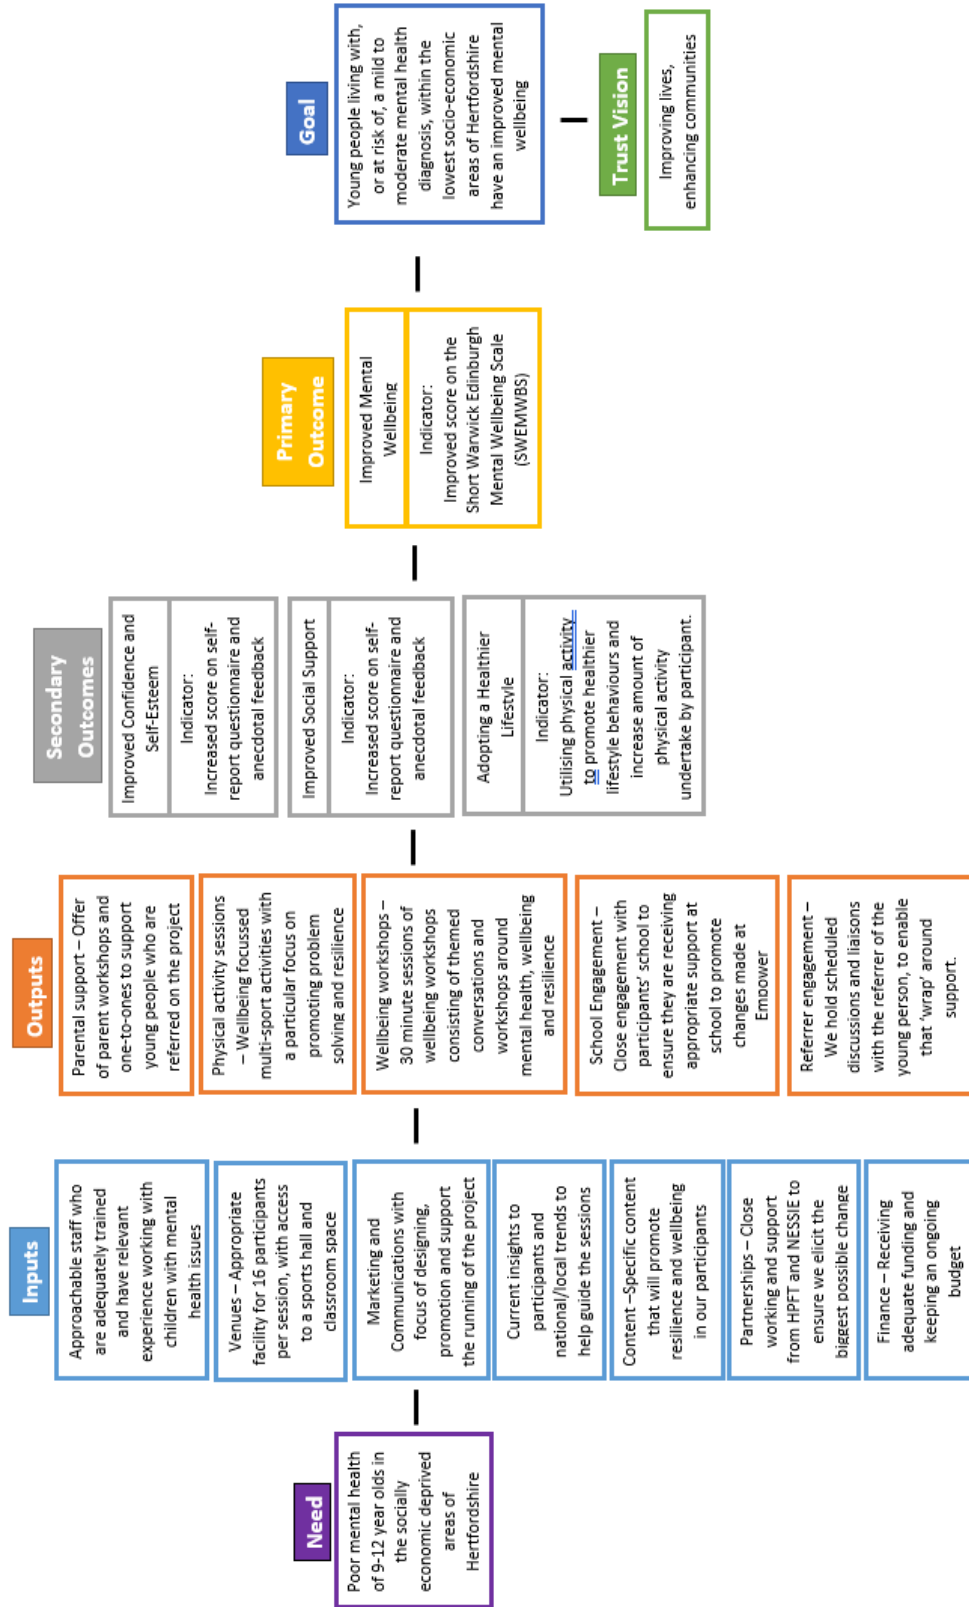 Need
Poor mental health
of 9-12 year olds in
the socially
economic deprived
areas of
Hertfordshire
Inputs
Approachable staff who
are adequately trained
and have relevant
experience working with
children with mental
health issues
Venues – Appropriate
facility for 16 participants
per session, with access
to a sports hall and
classroom space
Marketing and
Communications with
focus of designing,
promotion and support
the running of the project
Current insights to
participants and
national/local trends to
help guide the sessions
Content –Specific content
that will promote
resilience and wellbeing
in our participants
Partnerships – Close
working and support
from HPFT and NESSIE to
ensure we elicit the
biggest possible change
Finance – Receiving
adequate funding and
keeping an ongoing
budget
Outputs
Parental support – Offer
of parent workshops and
one-to-ones to support
young people who are
referred on the project
Physical activity sessions
– Wellbeing focussed
multi-sport activities with
a particular focus on
promoting problem
solving and resilience
Wellbeing workshops –
30 minute sessions of
wellbeing workshops
consisting of themed
conversations and
workshops around
mental health, wellbeing
and resilience
School Engagement –
Close engagement with
participants' school to
ensure they are receiving
appropriate support at
school to promote
changes made at
Empower
Referrer engagement –
We hold scheduled
discussions and liaisons
with the referrer of the
young person, to enable
that 'wrap' around
support.
Secondary
Outcomes
Improved Confidence and
Self-Esteem
Indicator:
Increased score on self-
report questionnaire and
anecdotal feedback
Improved Social Support
Indicator:
Increased score on self-
report questionnaire and
anecdotal feedback
Adopting a Healthier
Lifestyle
Indicator:
Utilising physical activity
to promote healthier
lifestyle behaviours and
increase amount of
physical activity
undertake by participant.
Primary
Outcome
Improved Mental
Wellbeing
Indicator:
Improved score on the
Short Warwick Edinburgh
Mental Wellbeing Scale
(SWEMWBS)
Goal
Young people living with,
or at risk of, a mild to
moderate mental health
diagnosis, within the
lowest socio-economic
areas of Hertfordshire
have an improved mental
wellbeing
Trust Vision
Improving lives,
enhancing communities